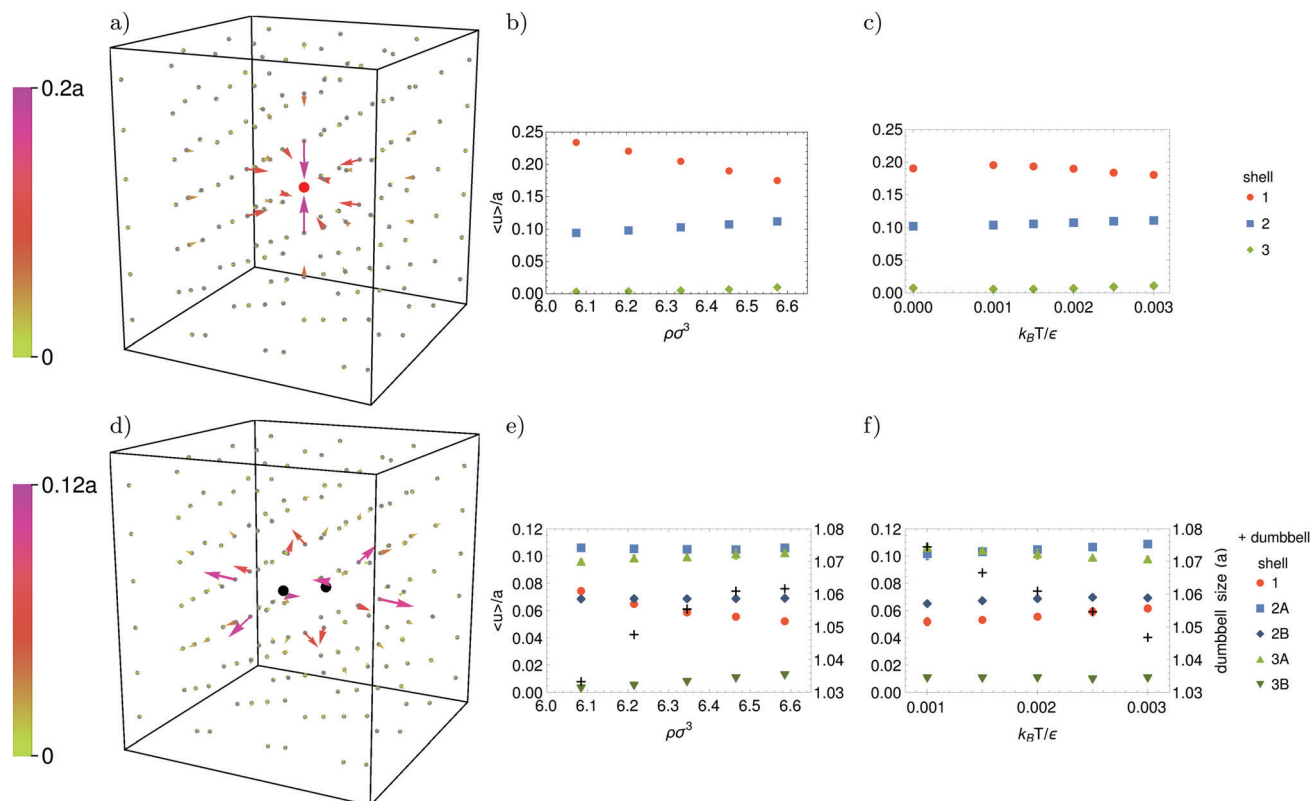 a)
b)
c)
0.2a
0
<u>/a
0.25
0.20
0.15
0.10
0.05
0.00
6.0
6.1
6.2
6.3
6.4
6.5
6.6
ρσ³
0.25
0.20
0.15
0.10
0.05
0.00
0.000
0.001
0.002
0.003
k_BT/ϵ
shell
1
2
3
d)
e)
f)
0.12a
0
<u>/a
0.12
0.10
0.08
0.06
0.04
0.02
0.00
1.08
1.07
1.06
1.05
1.04
1.03
6.0
6.1
6.2
6.3
6.4
6.5
6.6
ρσ³
0.12
0.10
0.08
0.06
0.04
0.02
0.00
1.08
1.07
1.06
1.05
1.04
1.03
dumbbell size (a)
0.001
0.002
0.003
k_BT/ϵ
+ dumbbell
shell
1
2A
2B
3A
3B